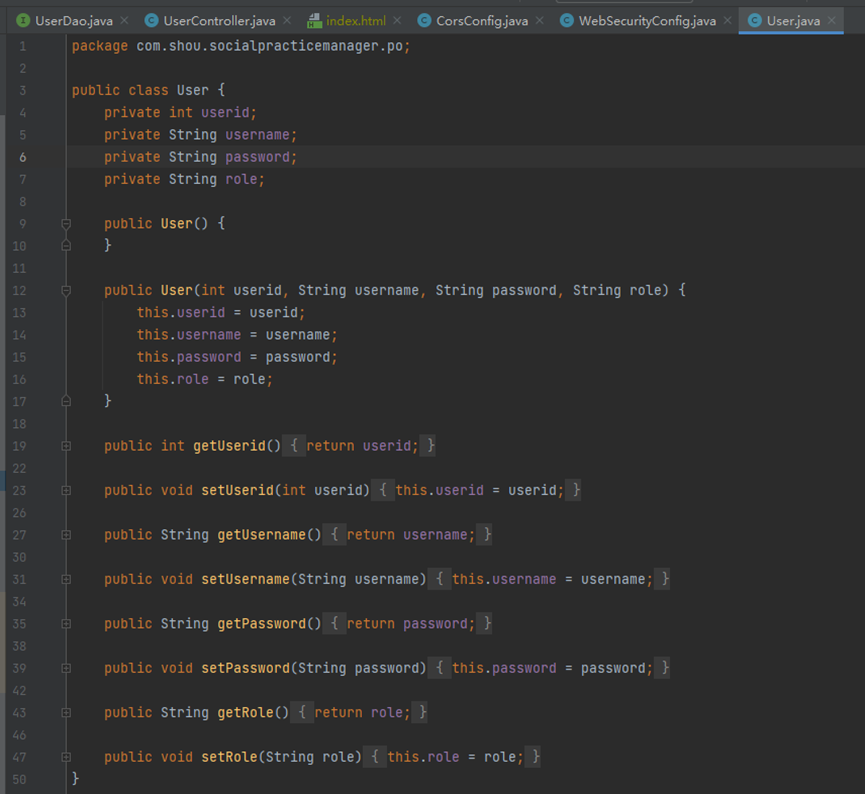 UserDao.java UserController.java index.html CorsConfig.java WebSecurityConfig.java User.java
1 package com.shou.socialpracticemanager.po;
2
3 public class User {
4 private int userid;
5 private String username;
6 private String password;
7 private String role;
8
9 public User() {
10 }
11
12 public User(int userid, String username, String password, String role) {
13 this.userid = userid;
14 this.username = username;
15 this.password = password;
16 this.role = role;
17 }
18
19 public int getUserid() { return userid; }
22
23 public void setUserid(int userid) { this.userid = userid; }
26
27 public String getUsername() { return username; }
30
31 public void setUsername(String username) { this.username = username; }
34
35 public String getPassword() { return password; }
38
39 public void setPassword(String password) { this.password = password; }
42
43 public String getRole() { return role; }
46
47 public void setRole(String role) { this.role = role; }
50 }